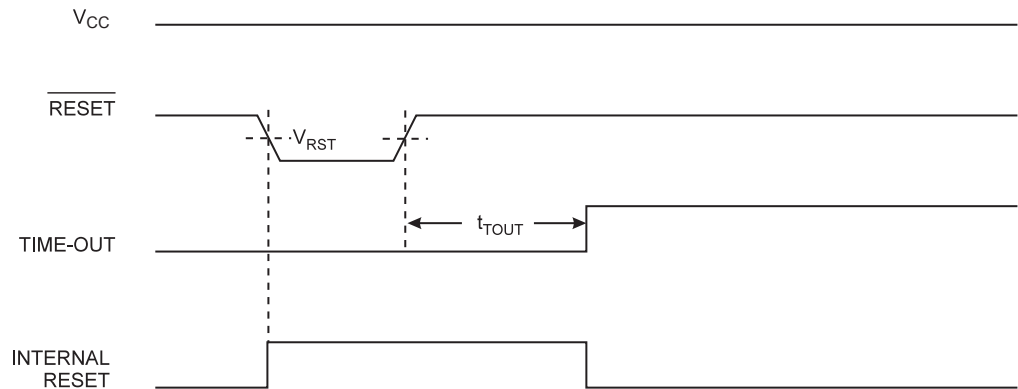 VCC
RESET
VRST
tTOUT
TIME-OUT
INTERNAL
RESET